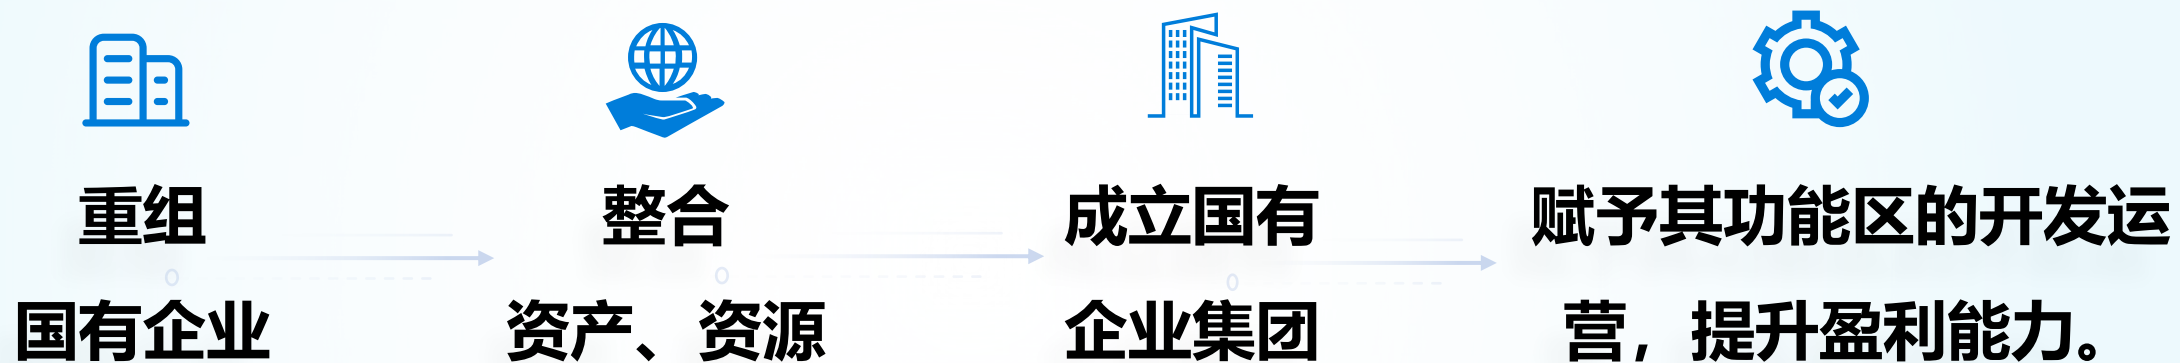 重组
国有企业
整合
资产、资源
成立国有
企业集团
赋予其功能区的开发运
营，提升盈利能力。